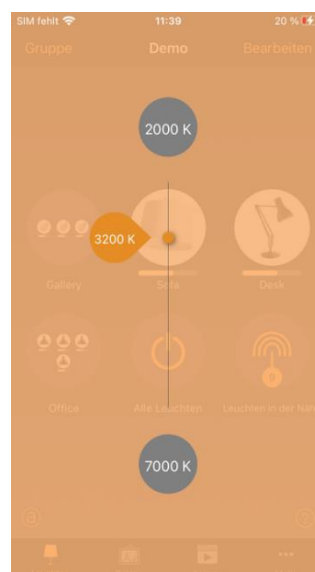 SIM fehlt 11:39 20 %
Gruppe Demo Bearbeiten
2000 K
3200 K
Gallery Sofa Desk
Office Alle Leuchten Leuchten in der Näh
7000 K